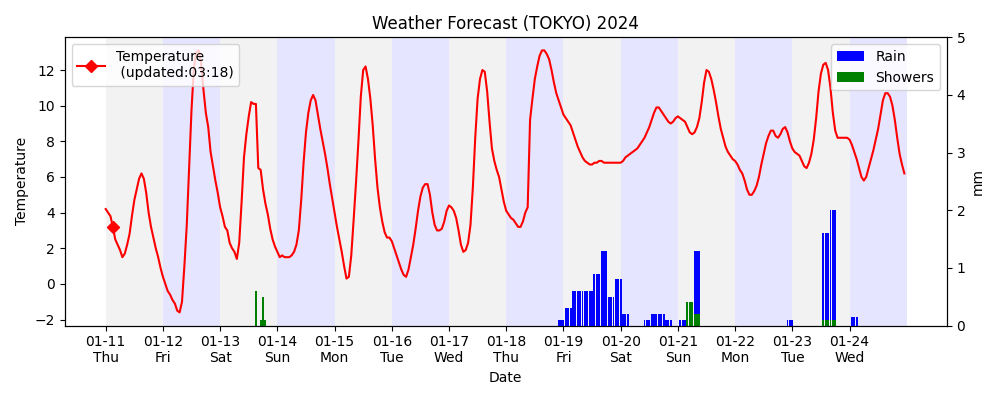 Weather Forecast (TOKYO) 2024
Temperature
(updated:03:18)
Rain
Showers
Temperature
12
10
8
6
4
2
0
−2
5
4
3
2
1
0
mm
01-11 01-12 01-13 01-14 01-15 01-16 01-17 01-18 01-19 01-20 01-21 01-22 01-23 01-24
Thu Fri Sat Sun Mon Tue Wed Thu Fri Sat Sun Mon Tue Wed
Date